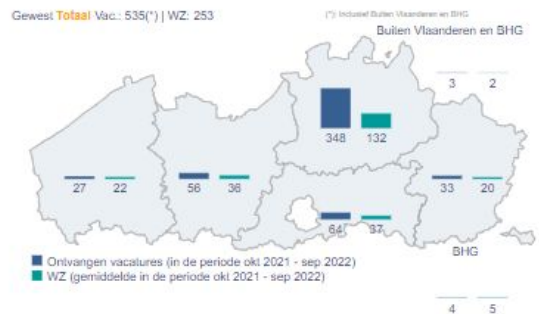 Gewest Totaal Vac.: 535(*) | WZ: 253
(*) Inclusief Buiten Vlaanderen en BHG
Buiten Vlaanderen en BHG
3 2
348 132
27 22
56 36
33 20
64 37
BHG
Ontvangen vacatures (in de periode okt 2021 - sep 2022)
WZ (gemiddelde in de periode okt 2021 - sep 2022)
4 5